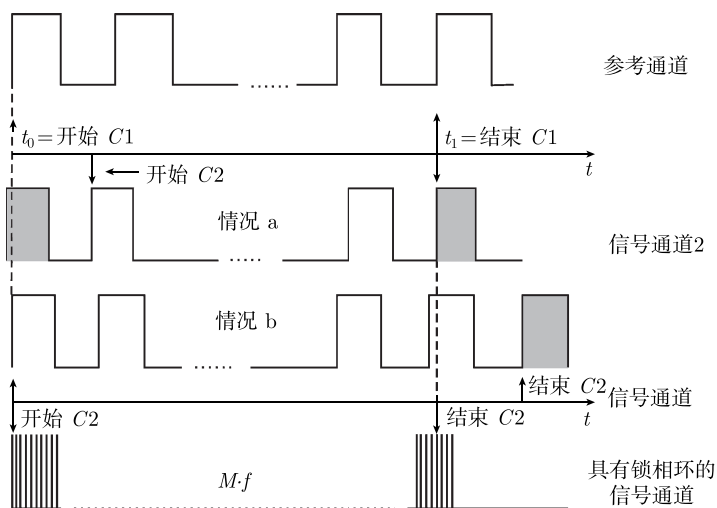 参考通道
t₀=开始 C1
t₁=结束 C1
t
开始 C2
情况 a
信号通道2
情况 b
结束 C2
信号通道
开始 C2
结束 C2
t
M·f
具有锁相环的
信号通道